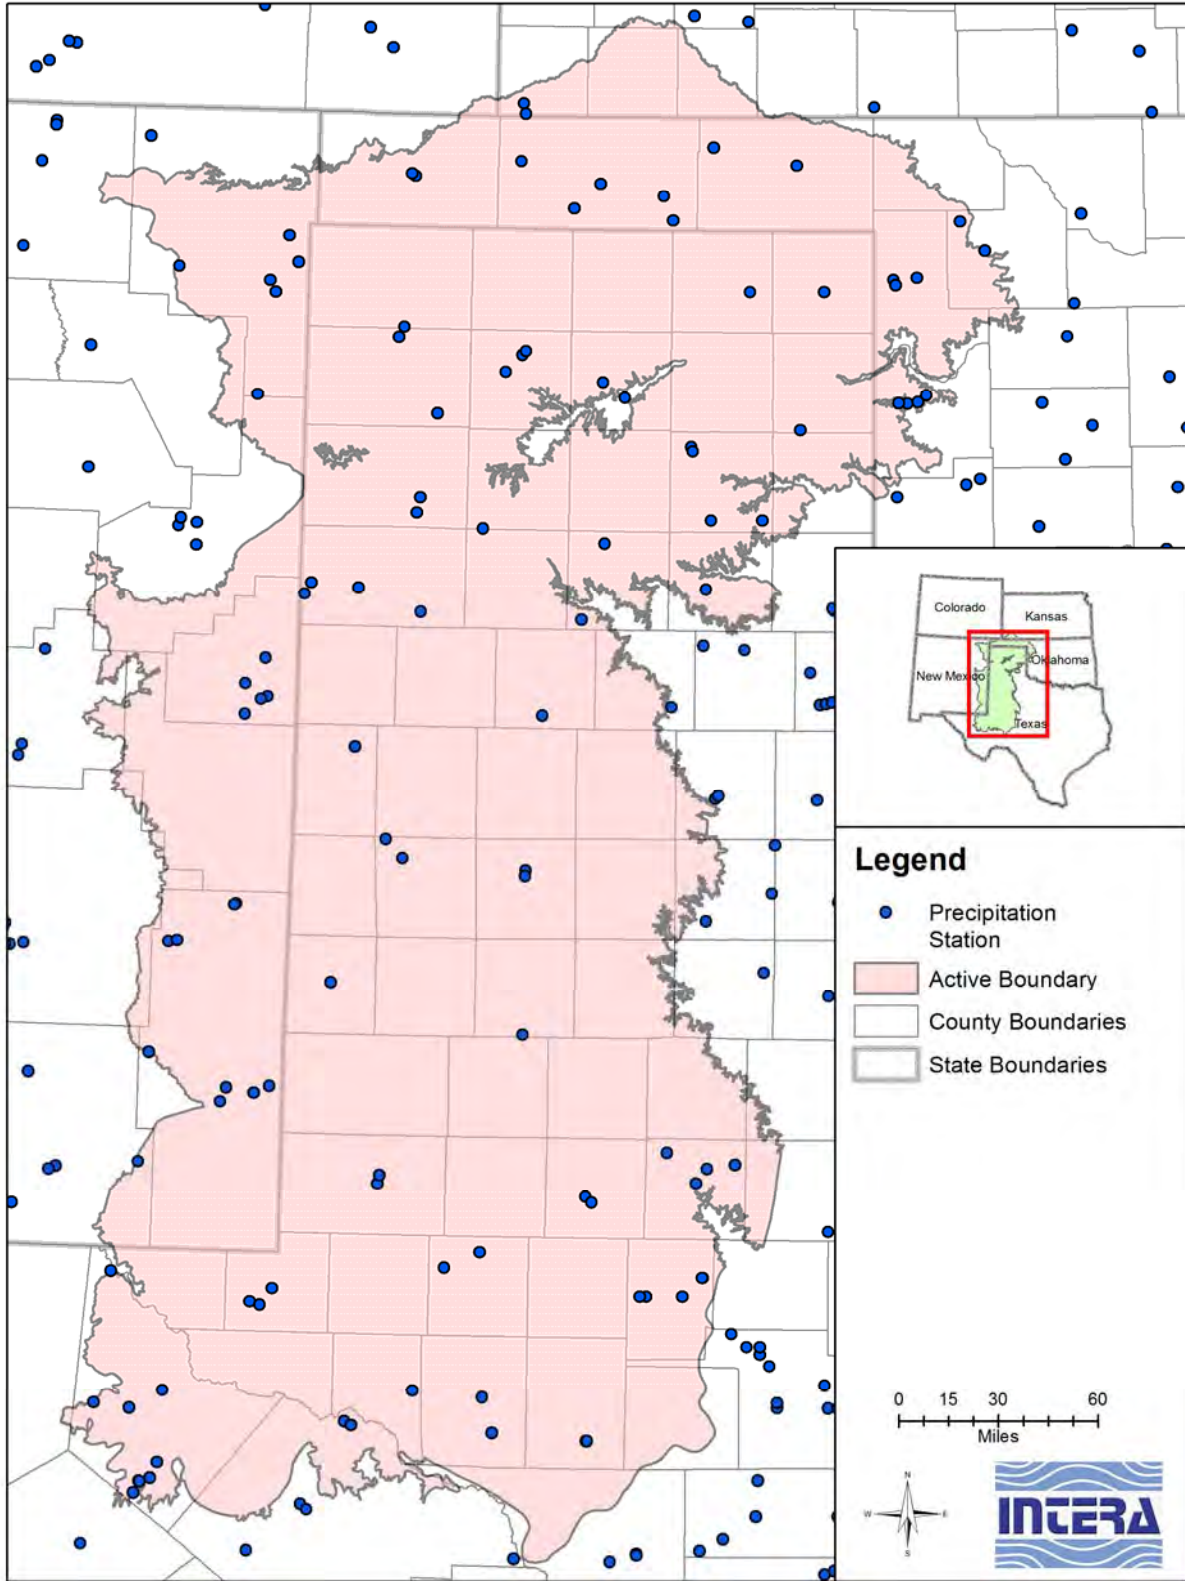 Colorado
Kansas
New Mexico
Oklahoma
Texas
Legend
Precipitation
Station
Active Boundary
County Boundaries
State Boundaries
0 15 30 60
Miles
N
W E
S
INTERA